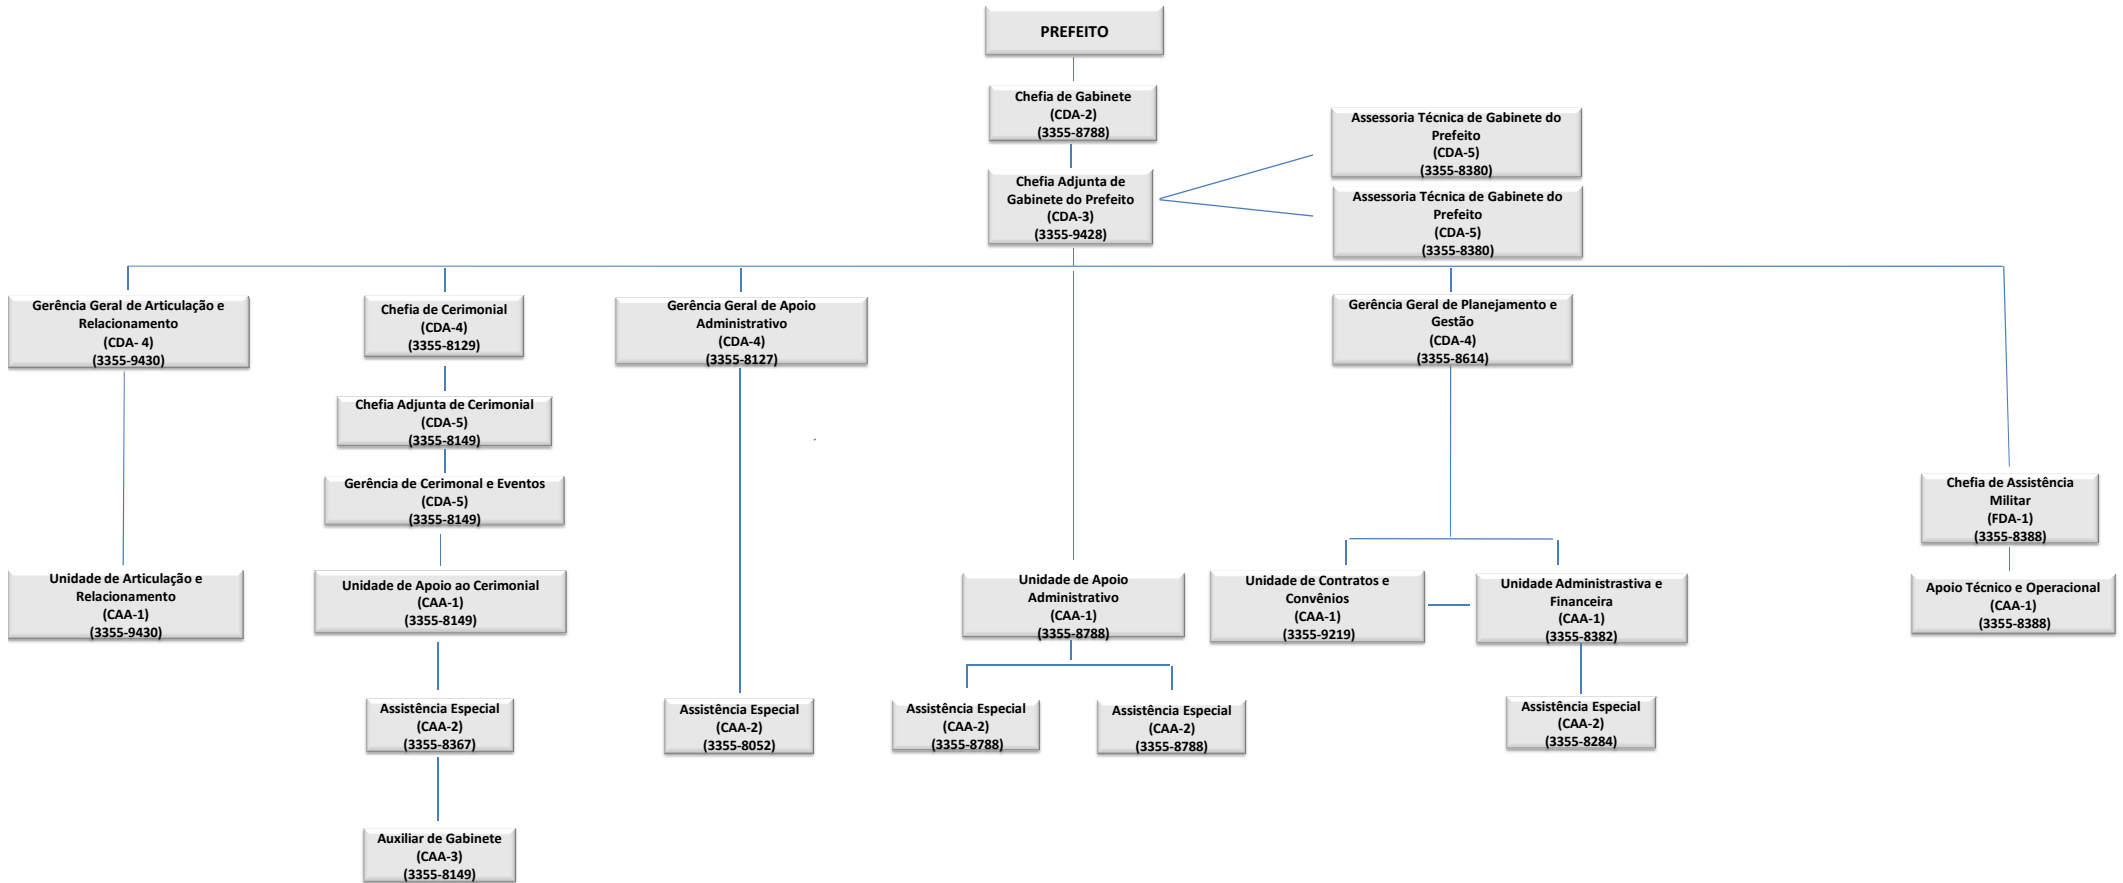 PREFEITO
Chefia de Gabinete
(CDA-2)
(3355-8788)
Assessoria Técnica de Gabinete do
Prefeito
(CDA-5)
(3355-8380)
Chefia Adjunta de
Gabinete do Prefeito
(CDA-3)
(3355-9428)
Assessoria Técnica de Gabinete do
Prefeito
(CDA-5)
(3355-8380)
Gerência Geral de Articulação e
Relacionamento
(CDA- 4)
(3355-9430)
Chefia de Cerimonial
(CDA-4)
(3355-8129)
Gerência Geral de Apoio
Administrativo
(CDA-4)
(3355-8127)
Gerência Geral de Planejamento e
Gestão
(CDA-4)
(3355-8614)
Chefia Adjunta de Cerimonial
(CDA-5)
(3355-8149)
Gerência de Cerimonal e Eventos
(CDA-5)
(3355-8149)
Chefia de Assistência
Militar
(FDA-1)
(3355-8388)
Unidade de Articulação e
Relacionamento
(CAA-1)
(3355-9430)
Unidade de Apoio ao Cerimonial
(CAA-1)
(3355-8149)
Unidade de Apoio
Administrativo
(CAA-1)
(3355-8788)
Unidade de Contratos e
Convênios
(CAA-1)
(3355-9219)
Unidade Administrastiva e
Financeira
(CAA-1)
(3355-8382)
Apoio Técnico e Operacional
(CAA-1)
(3355-8388)
Assistência Especial
(CAA-2)
(3355-8367)
Assistência Especial
(CAA-2)
(3355-8052)
Assistência Especial
(CAA-2)
(3355-8788)
Assistência Especial
(CAA-2)
(3355-8788)
Assistência Especial
(CAA-2)
(3355-8284)
Auxiliar de Gabinete
(CAA-3)
(3355-8149)